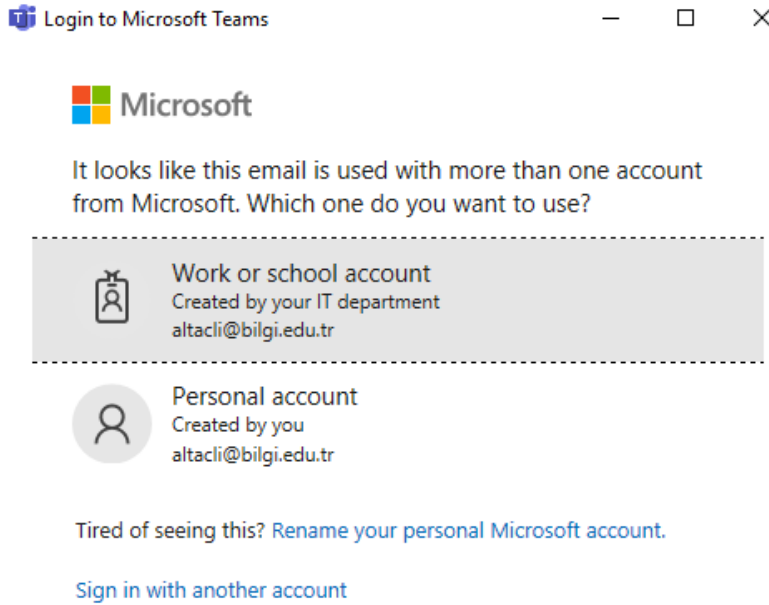 Login to Microsoft Teams
Microsoft
It looks like this email is used with more than one account
from Microsoft. Which one do you want to use?
Work or school account
Created by your IT department
altacli@bilgi.edu.tr
Personal account
Created by you
altacli@bilgi.edu.tr
Tired of seeing this? Rename your personal Microsoft account.
Sign in with another account